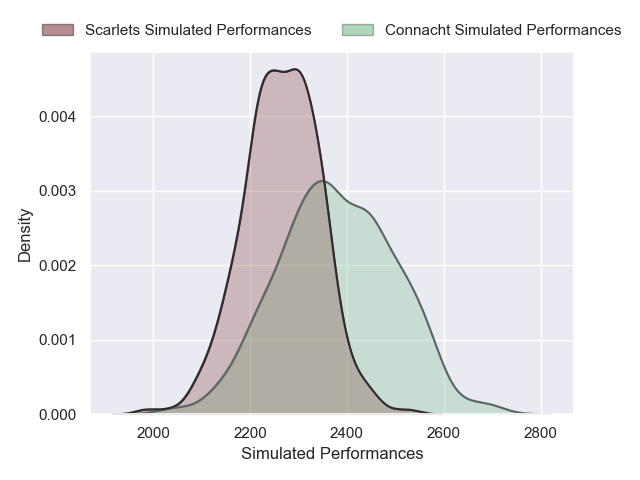 Scarlets Simulated Performances Connacht Simulated Performances
0.004
0.003
0.002
0.001
0.000
Density
2000 2200 2400 2600 2800
Simulated Performances